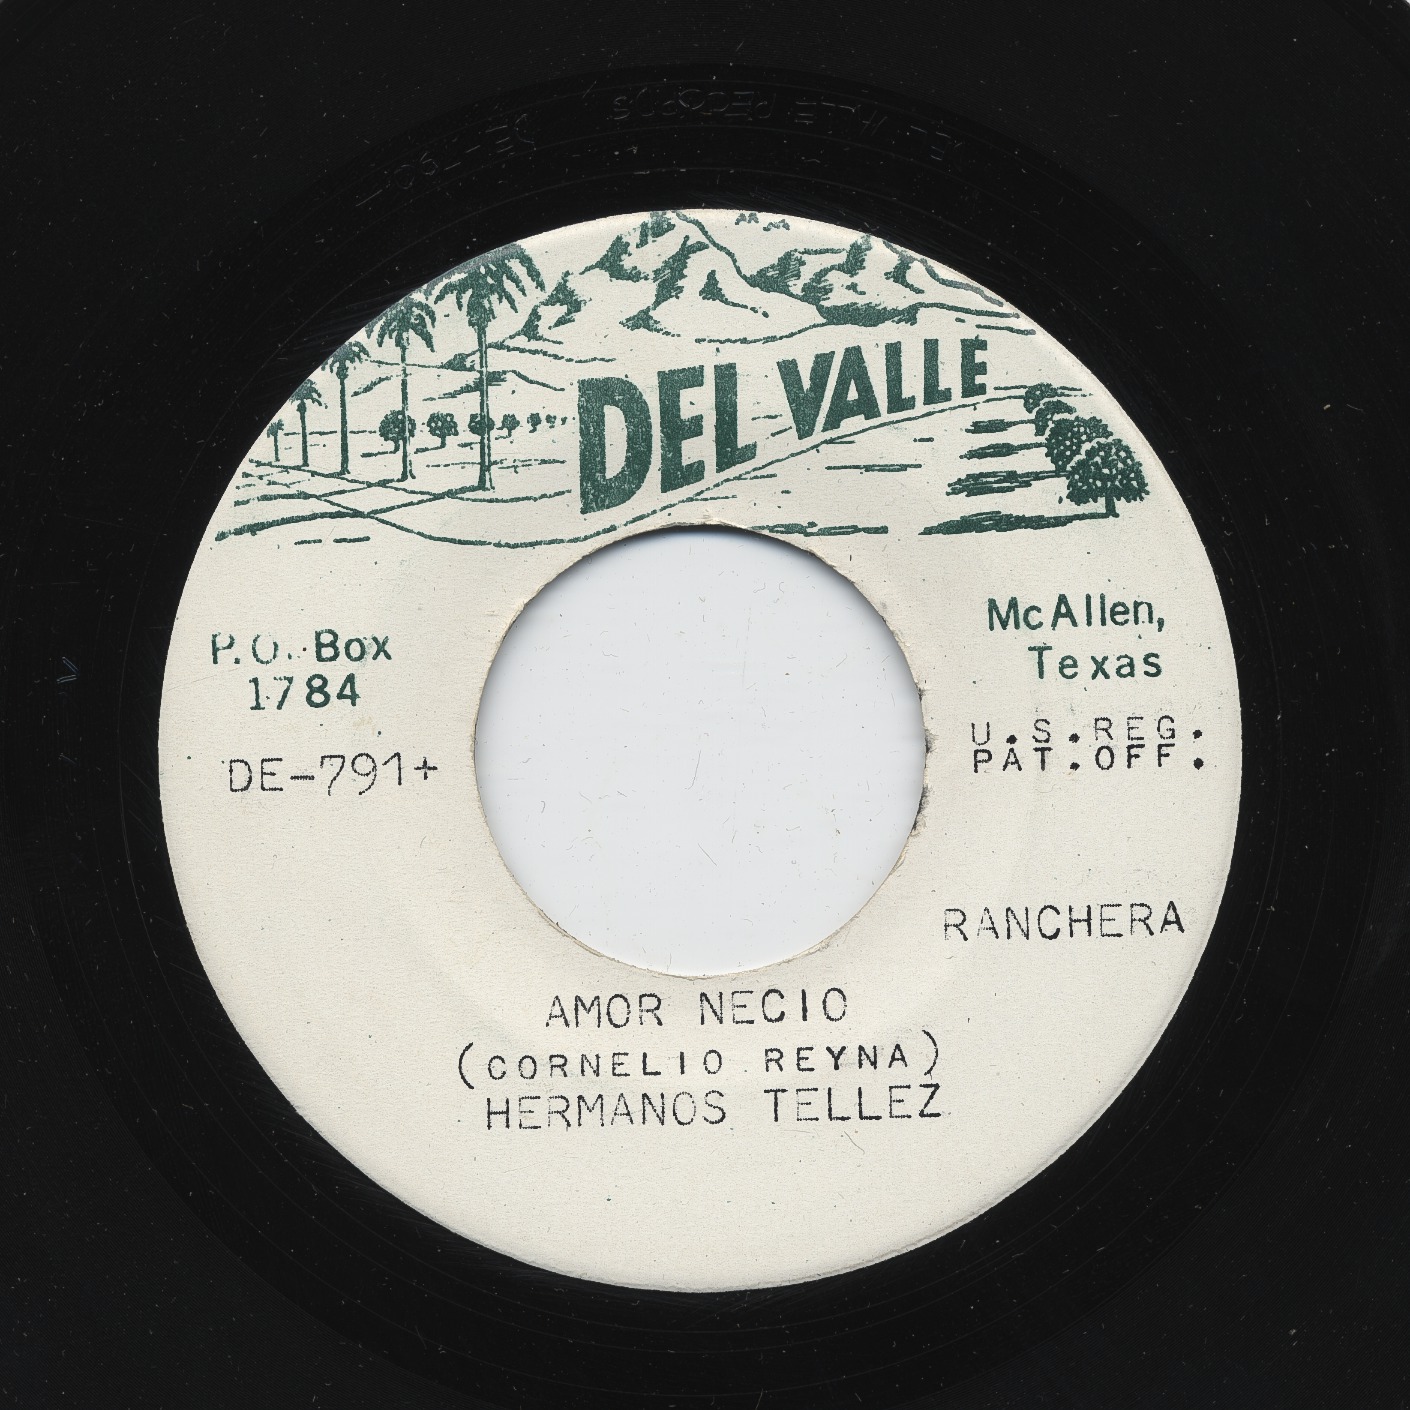 DEL VALLE
P.O. Box
1784
McAllen,
Texas
U.S.REG.
PAT.OFF.
DE-791+
RANCHERA
AMOR NECIO
(CORNELIO REYNA)
HERMANOS TELLEZ